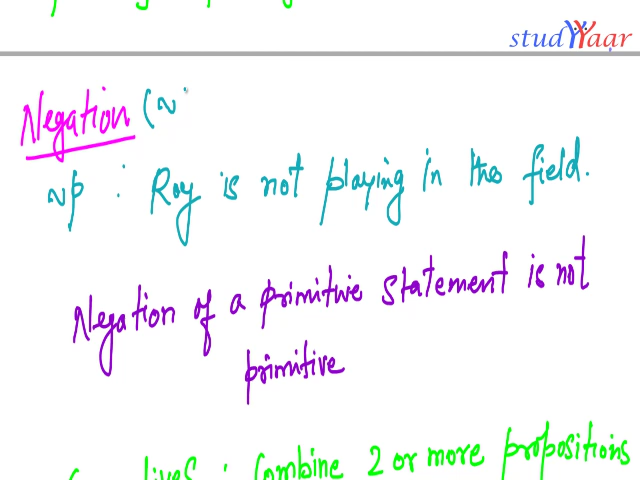 studYYaar
Negation (~
~p : Roy is not playing in the field.
Negation of a primitive statement is not
primitive
: Combine 2 or more propositions